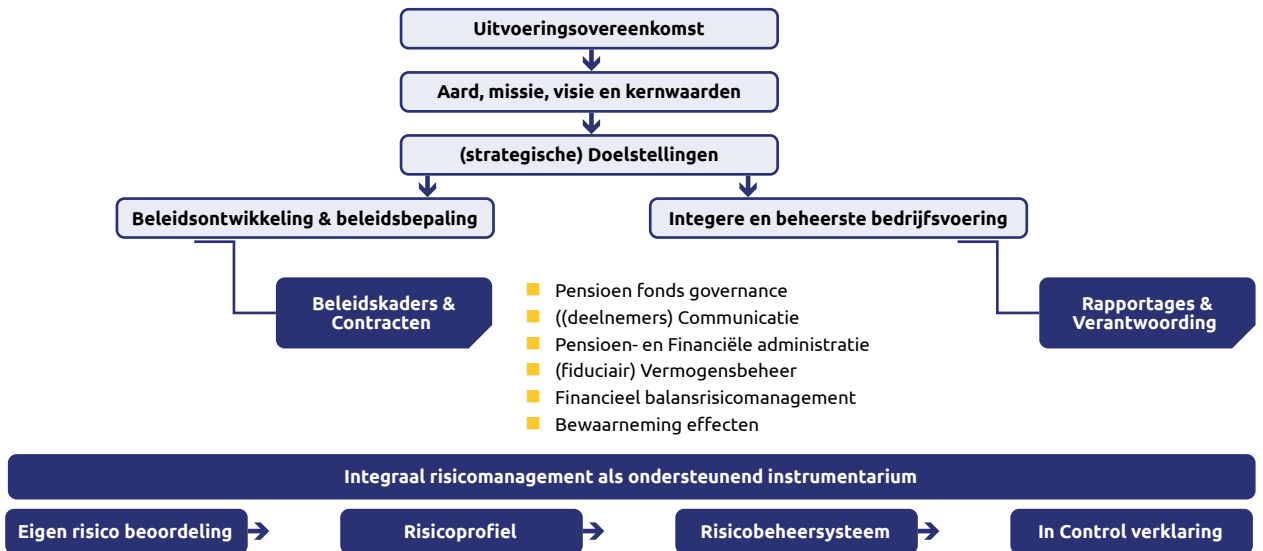 Uitvoeringsovereenkomst
Aard, missie, visie en kernwaarden
(strategische) Doelstellingen
Beleidsontwikkeling & beleidsbepaling
Integere en beheerste bedrijfsvoering
Beleidskaders &
Contracten
Pensioen fonds governance
((deelnemers) Communicatie
Pensioen- en Financiële administratie
(fiduciair) Vermogensbeheer
Financieel balansrisicomanagement
Bewaarneming effecten
Rapportages &
Verantwoording
Integraal risicomanagement als ondersteunend instrumentarium
Eigen risico beoordeling
Risicoprofiel
Risicobeheersysteem
In Control verklaring